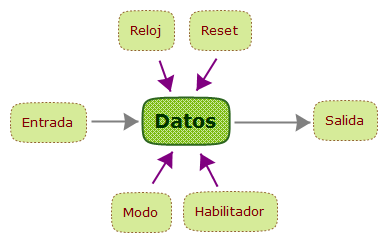 Reloj
Reset
Entrada
Datos
Salida
Modo
Habilitador